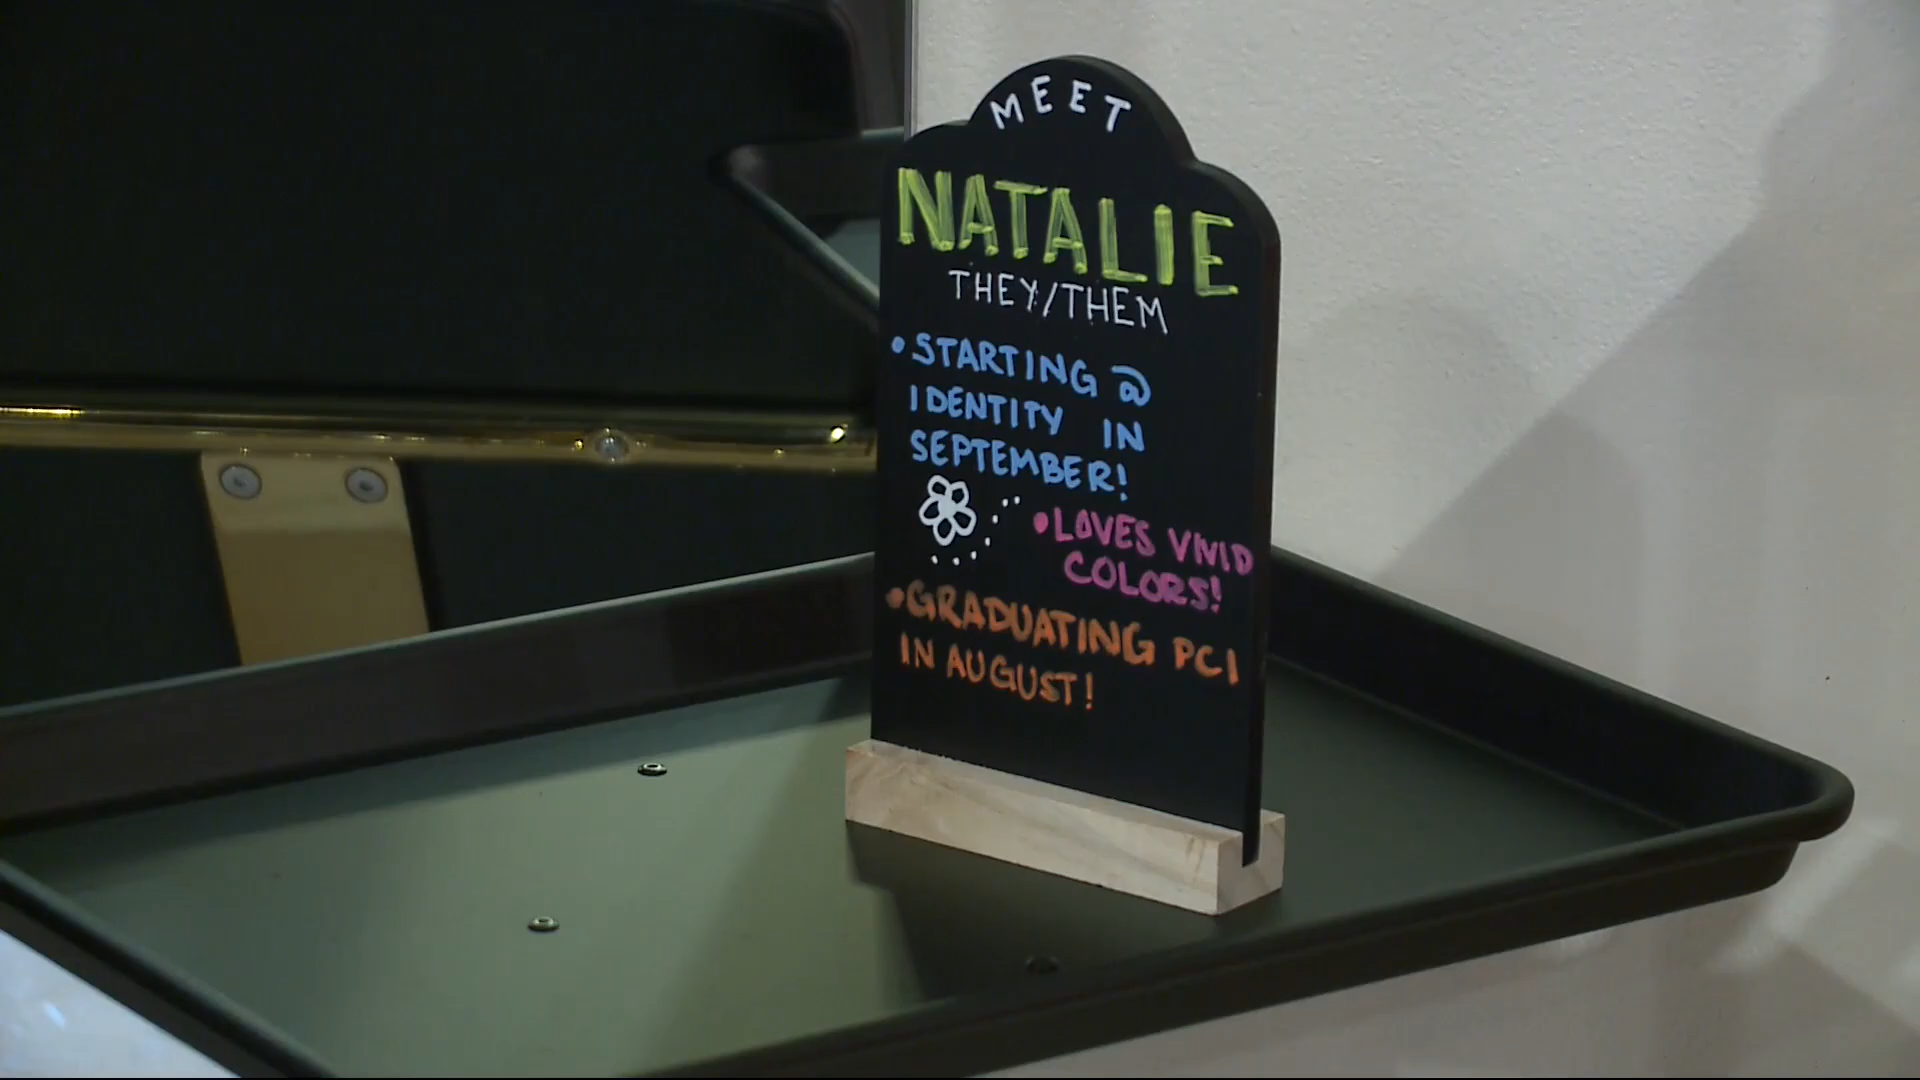 MEET
NATALIE
THEY/THEM
• STARTING @
IDENTITY IN
SEPTEMBER!
• LOVES VIVID
COLORS!
• GRADUATING PCI
IN AUGUST!